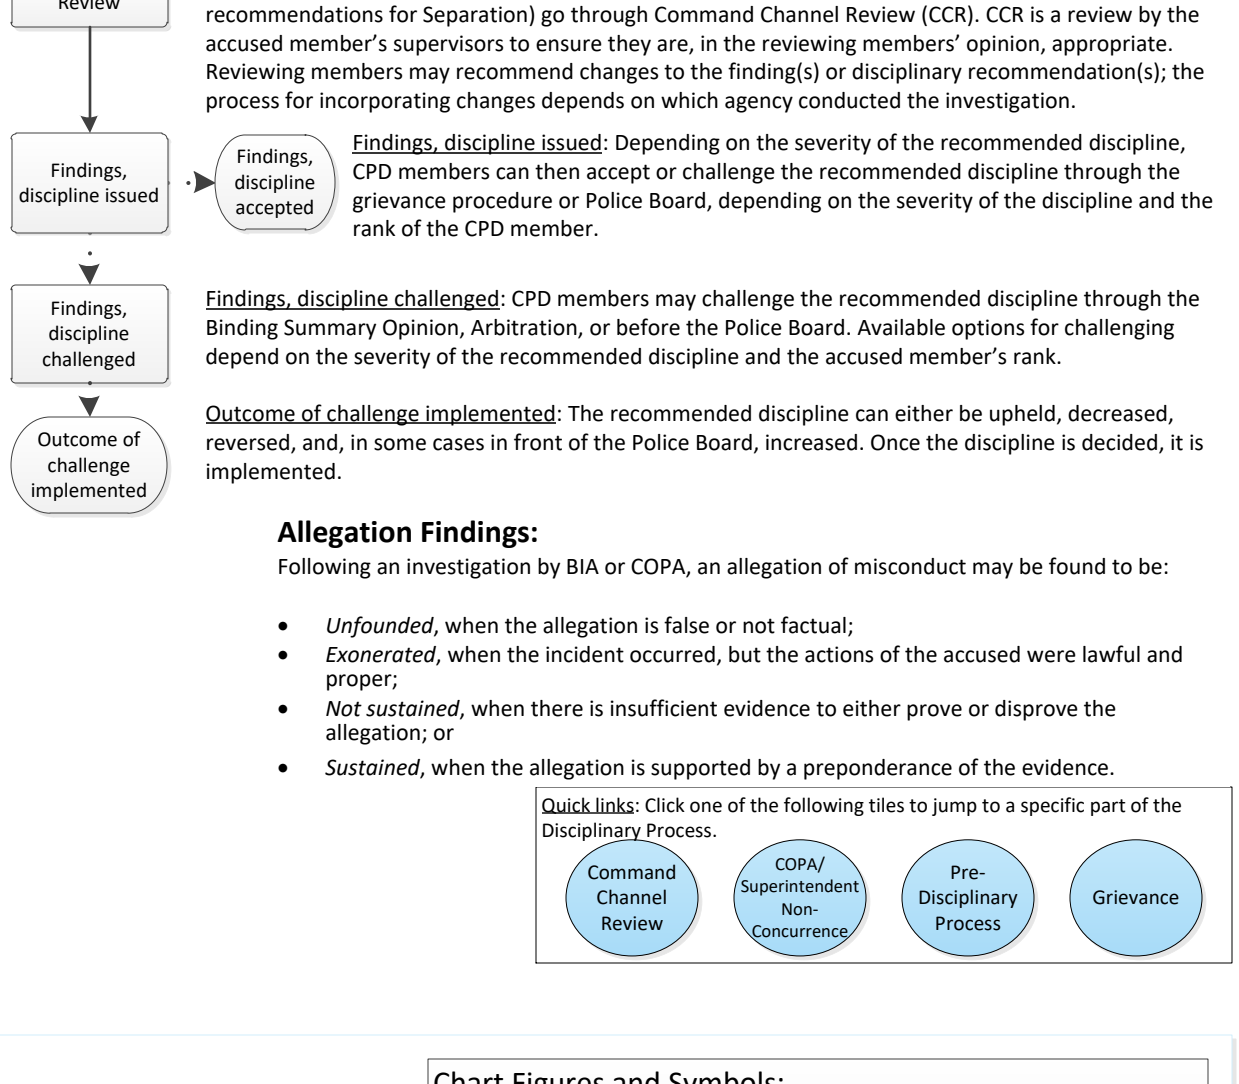 Review
recommendations for Separation) go through Command Channel Review (CCR). CCR is a review by the
accused member’s supervisors to ensure they are, in the reviewing members’ opinion, appropriate.
Reviewing members may recommend changes to the finding(s) or disciplinary recommendation(s); the
process for incorporating changes depends on which agency conducted the investigation.
Findings,
discipline issued
Findings,
discipline
accepted
Findings, discipline issued: Depending on the severity of the recommended discipline,
CPD members can then accept or challenge the recommended discipline through the
grievance procedure or Police Board, depending on the severity of the discipline and the
rank of the CPD member.
Findings,
discipline
challenged
Findings, discipline challenged: CPD members may challenge the recommended discipline through the
Binding Summary Opinion, Arbitration, or before the Police Board. Available options for challenging
depend on the severity of the recommended discipline and the accused member’s rank.
Outcome of
challenge
implemented
Outcome of challenge implemented: The recommended discipline can either be upheld, decreased,
reversed, and, in some cases in front of the Police Board, increased. Once the discipline is decided, it is
implemented.
Allegation Findings:
Following an investigation by BIA or COPA, an allegation of misconduct may be found to be:
• Unfounded, when the allegation is false or not factual;
• Exonerated, when the incident occurred, but the actions of the accused were lawful and
proper;
• Not sustained, when there is insufficient evidence to either prove or disprove the
allegation; or
• Sustained, when the allegation is supported by a preponderance of the evidence.
Quick links: Click one of the following tiles to jump to a specific part of the
Disciplinary Process.
Command
Channel
Review
COPA/
Superintendent
Non-
Concurrence
Pre-
Disciplinary
Process
Grievance
Chart Figures and Symbols: